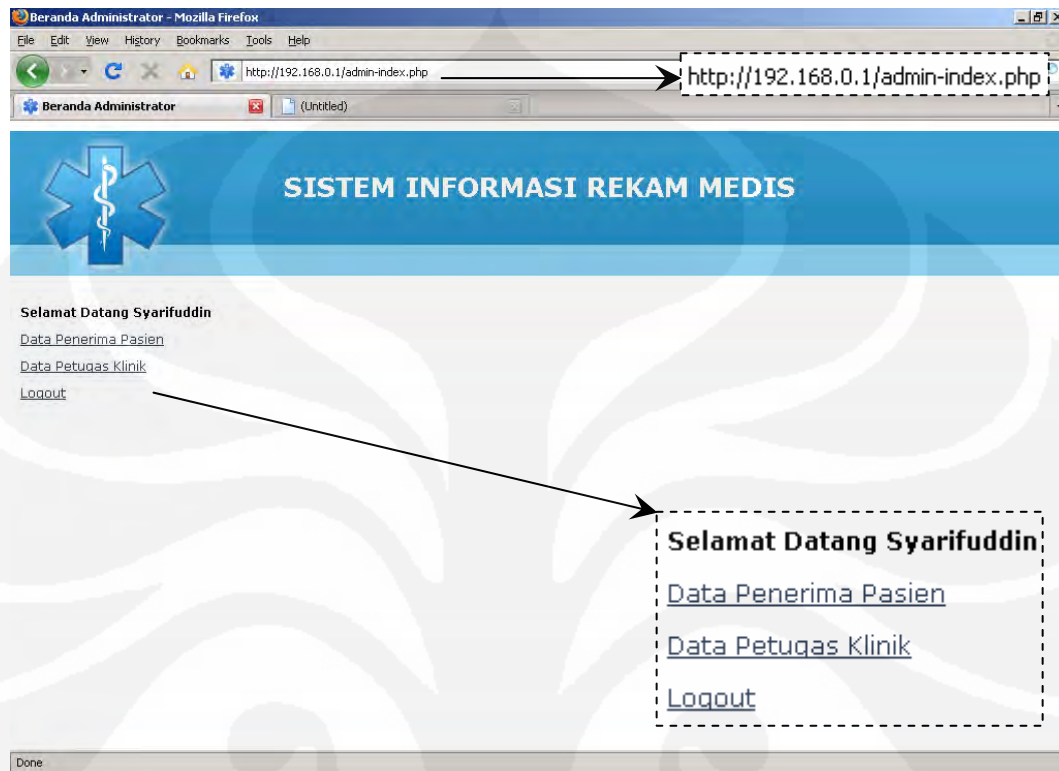 Beranda Administrator - Mozilla Firefox
File Edit View History Bookmarks Tools Help
http://192.168.0.1/admin-index.php
http://192.168.0.1/admin-index.php
Beranda Administrator
(Untitled)
SISTEM INFORMASI REKAM MEDIS
Selamat Datang Syarifuddin
Data Penerima Pasien
Data Petugas Klinik
Logout
Selamat Datang Syarifuddin
Data Penerima Pasien
Data Petugas Klinik
Logout
Done